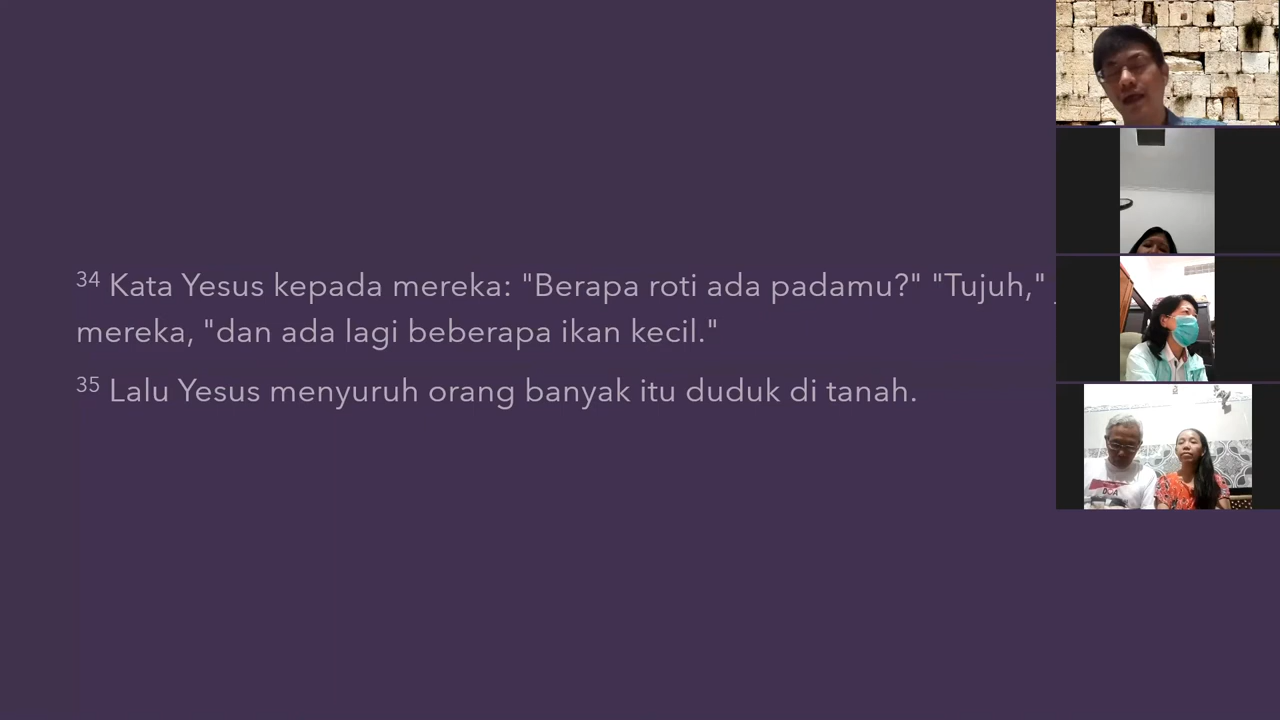 34 Kata Yesus kepada mereka: "Berapa roti ada padamu?" "Tujuh,"
mereka, "dan ada lagi beberapa ikan kecil."
35 Lalu Yesus menyuruh orang banyak itu duduk di tanah.
DOA